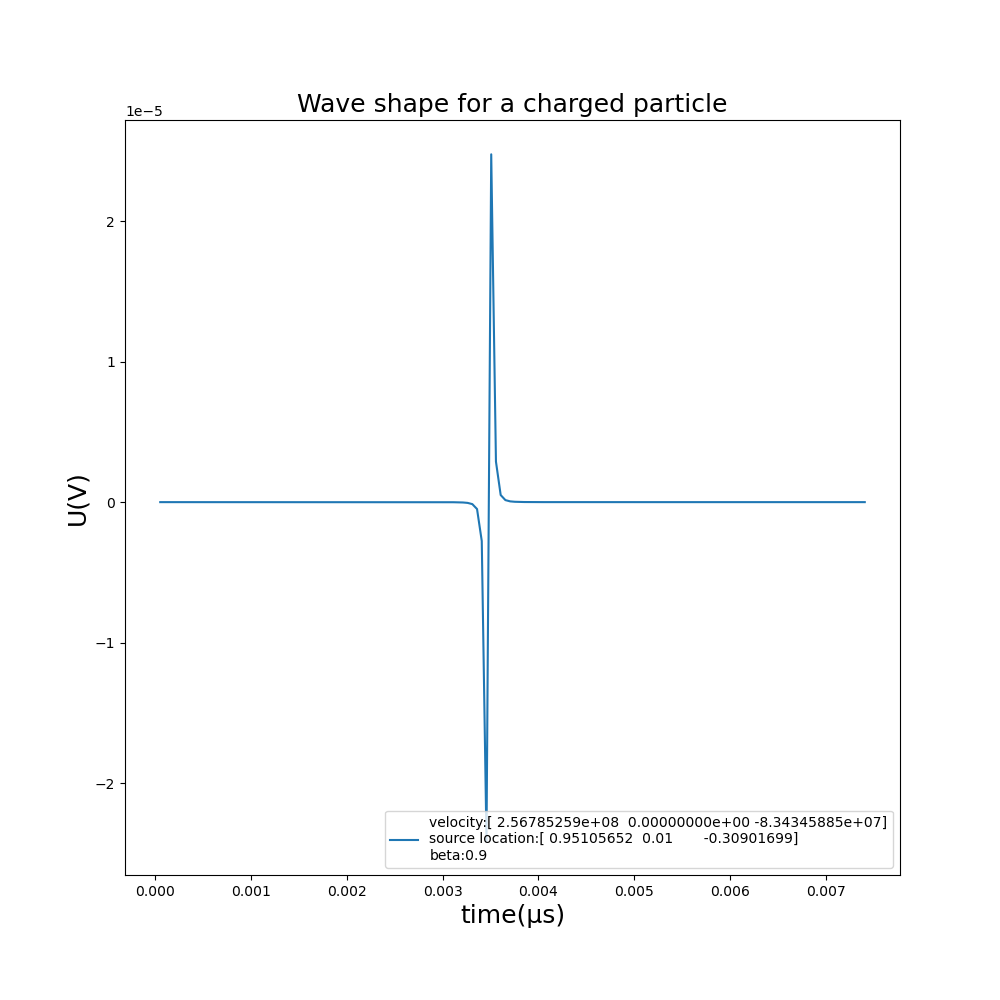 Wave shape for a charged particle
1e−5
2
1
0
−1
−2
U(V)
velocity:[ 2.56785259e+08  0.00000000e+00 -8.34345885e+07]
source location:[ 0.95105652  0.01       -0.30901699]
beta:0.9
0.000 0.001 0.002 0.003 0.004 0.005 0.006 0.007
time(μs)